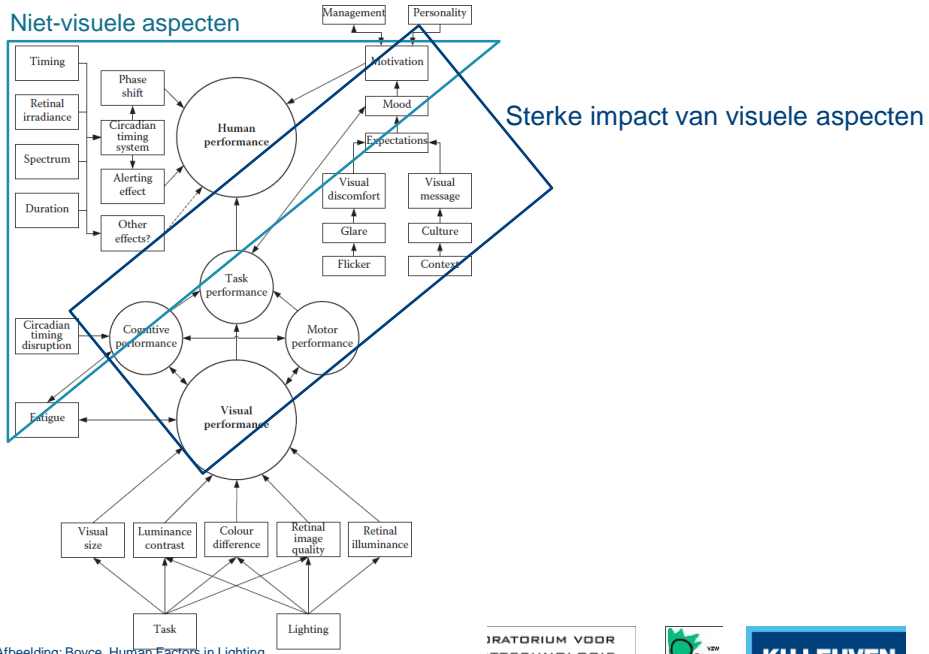 Niet-visuele aspecten
Management
Personality
Timing
Phase
shift
Motivation
Retinal
irradiance
Human
performance
Mood
Sterke impact van visuele aspecten
Circadian
timing
system
Expectations
Spectrum
Alerting
effect
Visual
discomfort
Visual
message
Duration
Other
effects?
Glare
Culture
Flicker
Context
Task
performance
Circadian
timing
disruption
Cognitive
performance
Motor
performance
Fatigue
Visual
performance
Visual
size
Luminance
contrast
Colour
difference
Retinal
image
quality
Retinal
illuminance
Task
Lighting
Afbeelding: Boyce, Human Factors in Lighting
VOOR
vzw
KU LEUVEN